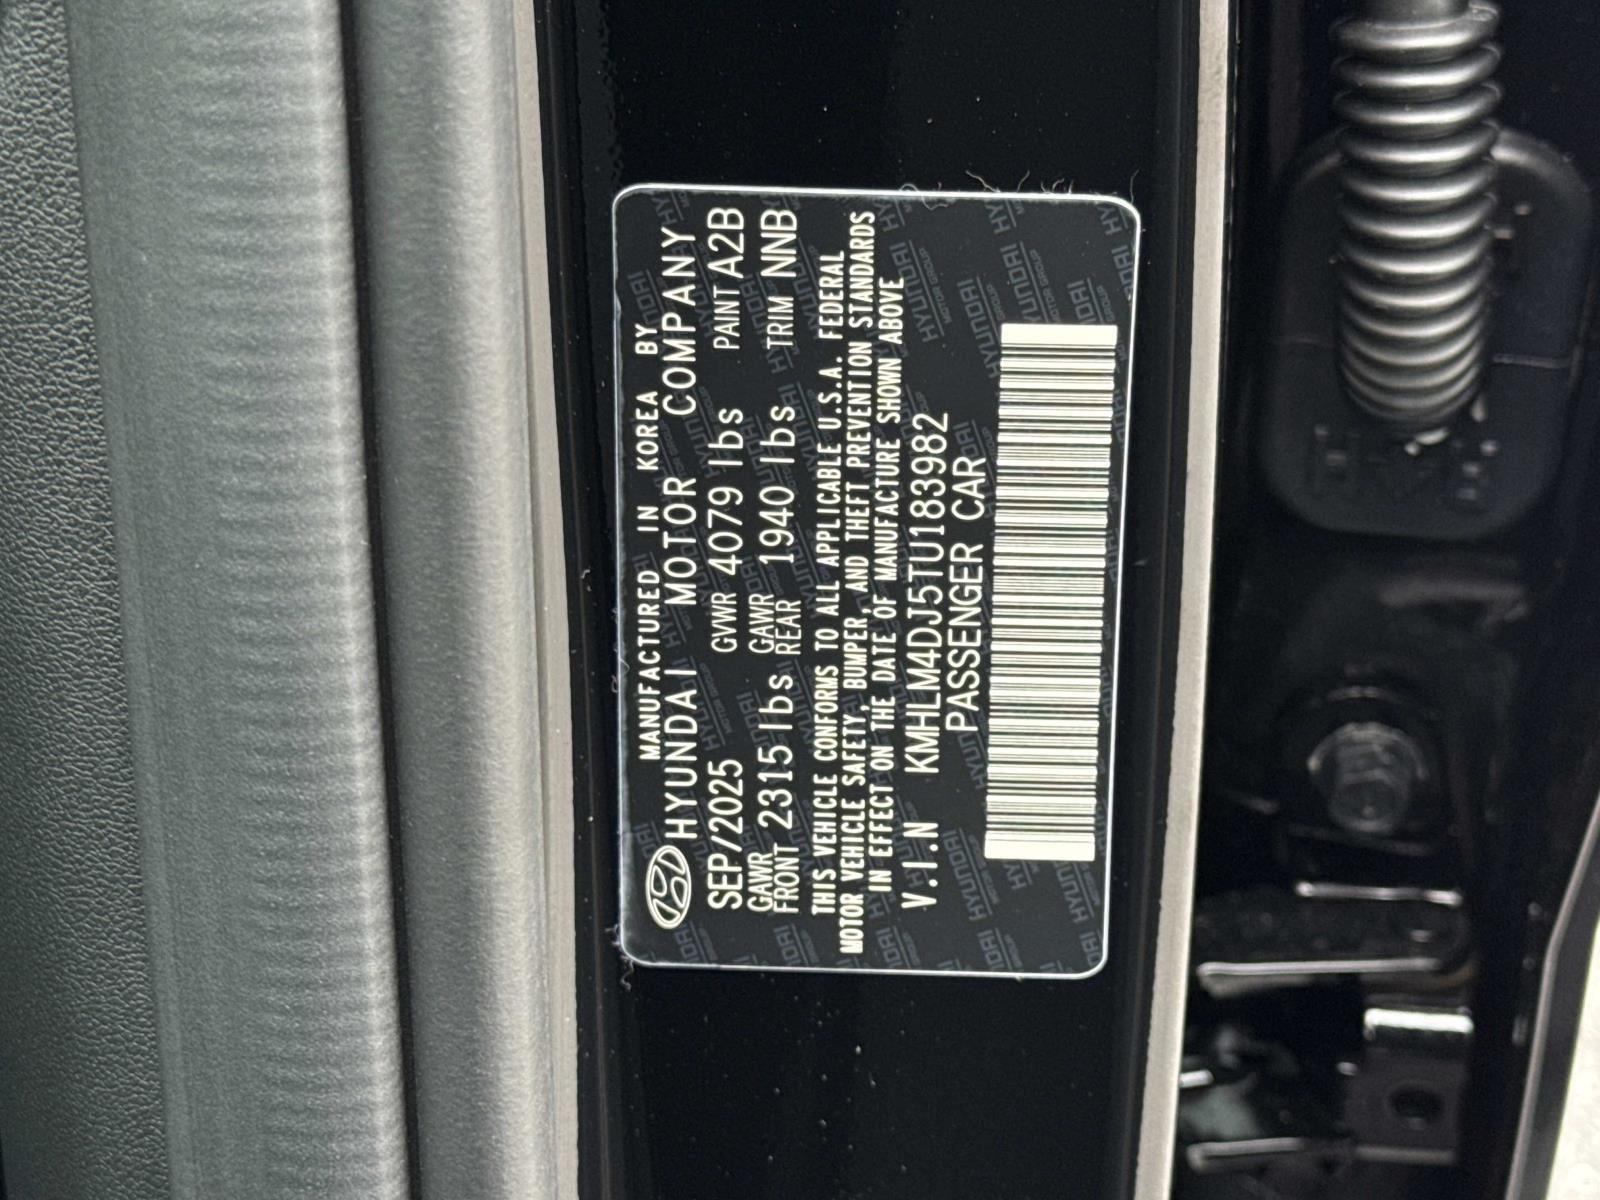 MANUFACTURED IN KOREA BY
HYUNDAI MOTOR COMPANY
SEP/2025 GVWR 4079 lbs PAINT A2B
GAWR FRONT 2315 lbs GAWR REAR 1940 lbs TRIM NNB
THIS VEHICLE CONFORMS TO ALL APPLICABLE U.S.A. FEDERAL
MOTOR VEHICLE SAFETY, BUMPER, AND THEFT PREVENTION STANDARDS
IN EFFECT ON THE DATE OF MANUFACTURE SHOWN ABOVE
V.I.N KMHLM4DJ5TU183982
PASSENGER CAR